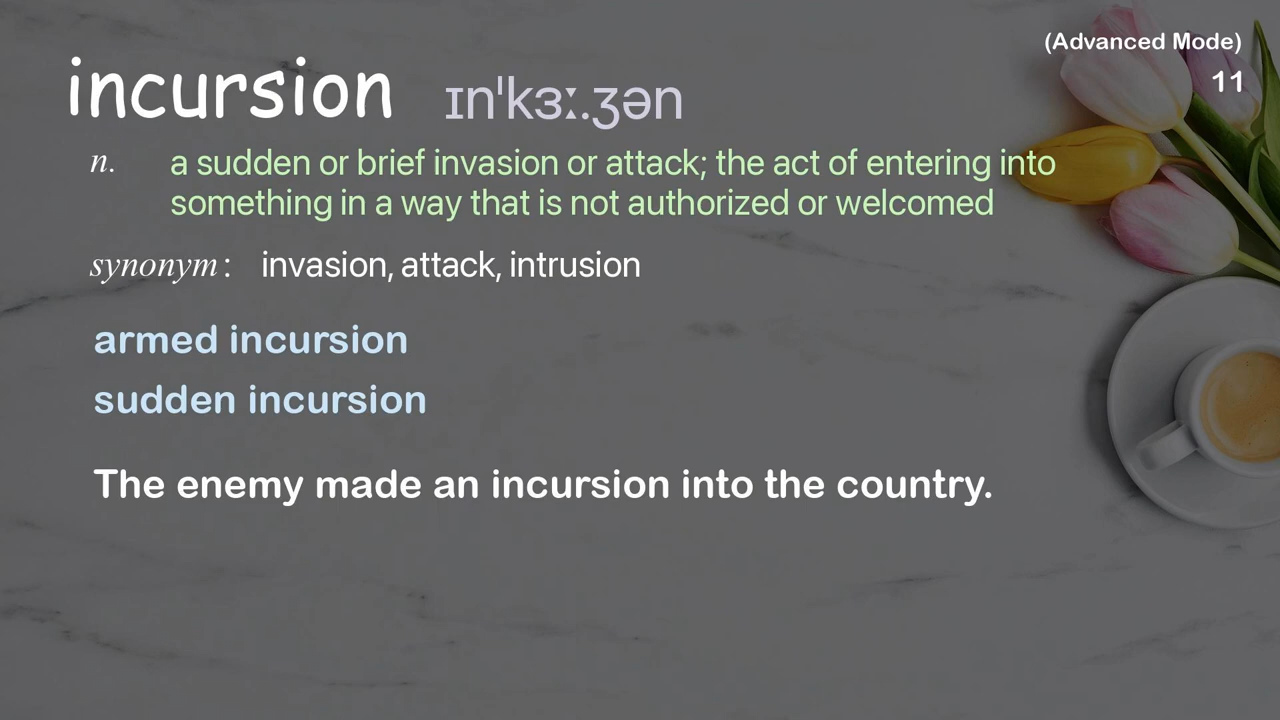 (Advanced Mode)
11
incursion ɪnˈkɜː.ʒən
n. a sudden or brief invasion or attack; the act of entering into
something in a way that is not authorized or welcomed
synonym: invasion, attack, intrusion
armed incursion
sudden incursion
The enemy made an incursion into the country.